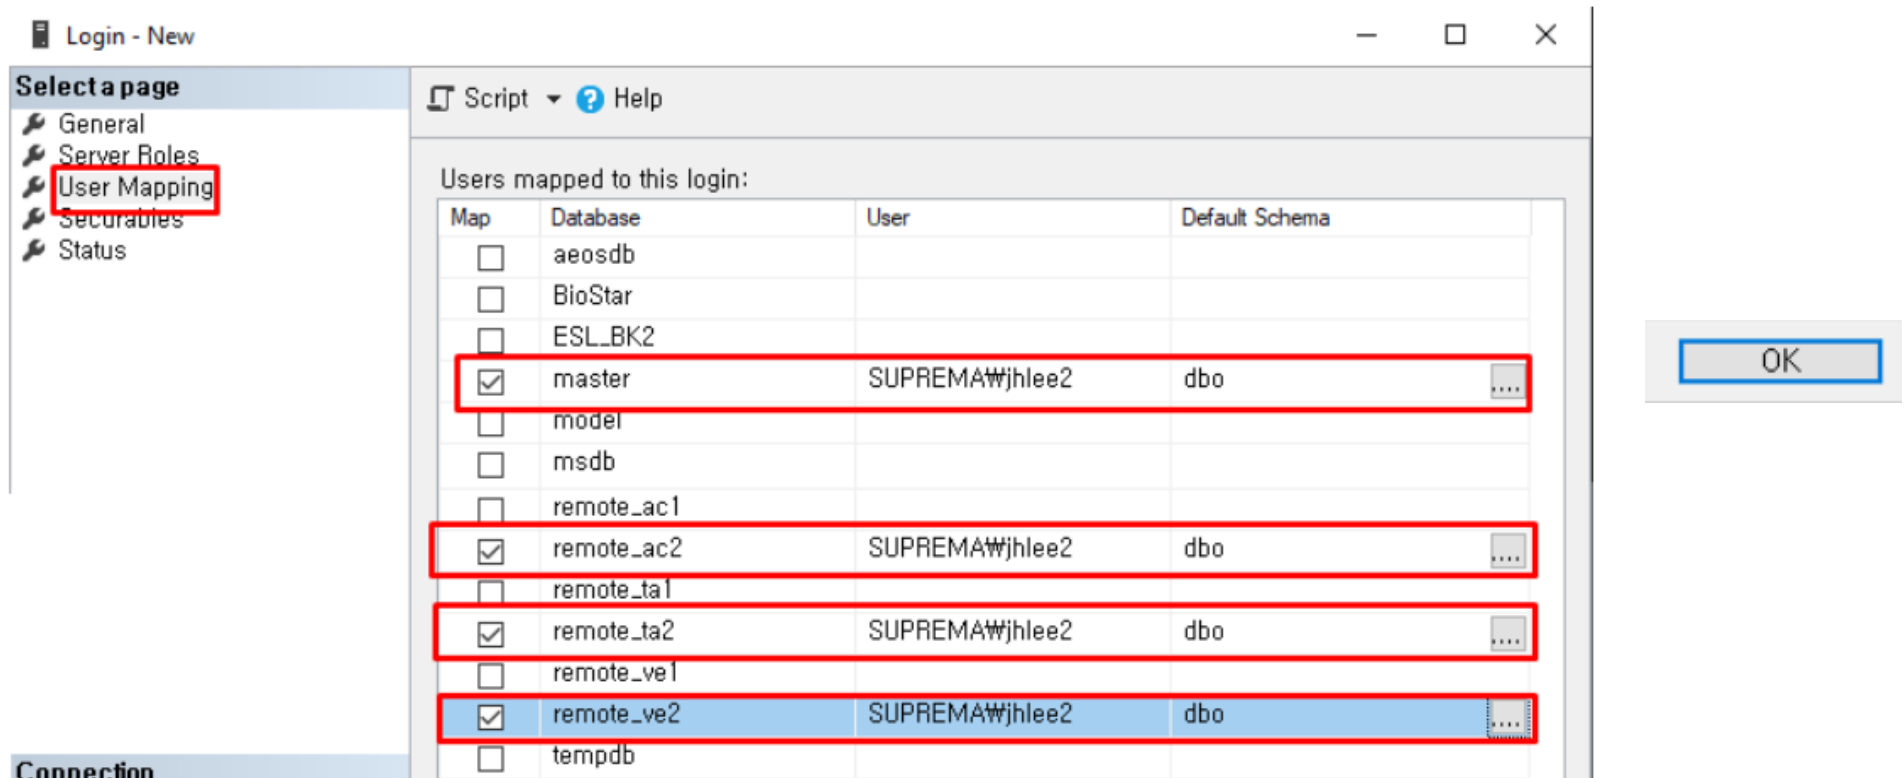 Login - New
Select a page
General
Server Roles
User Mapping
Securables
Status
Connection
Script Help
Users mapped to this login:
Map Database User Default Schema
aeosdb
BioStar
ESL_BK2
master SUPREMA₩jhlee2 dbo ....
model
msdb
remote_ac1
remote_ac2 SUPREMA₩jhlee2 dbo ....
remote_ta1
remote_ta2 SUPREMA₩jhlee2 dbo ....
remote_ve1
remote_ve2 SUPREMA₩jhlee2 dbo ....
tempdb
OK